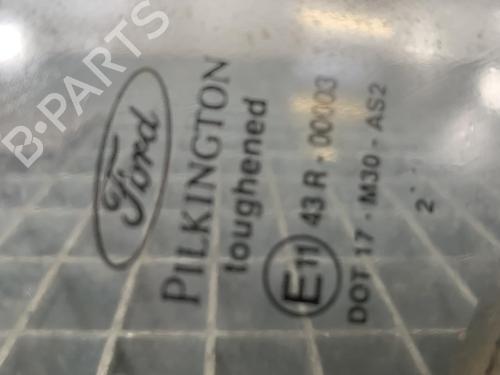 B-PARTS
Ford
PILKINGTON
toughened
E11 43 R - 00003
DOT 17 - M30 - AS2
2